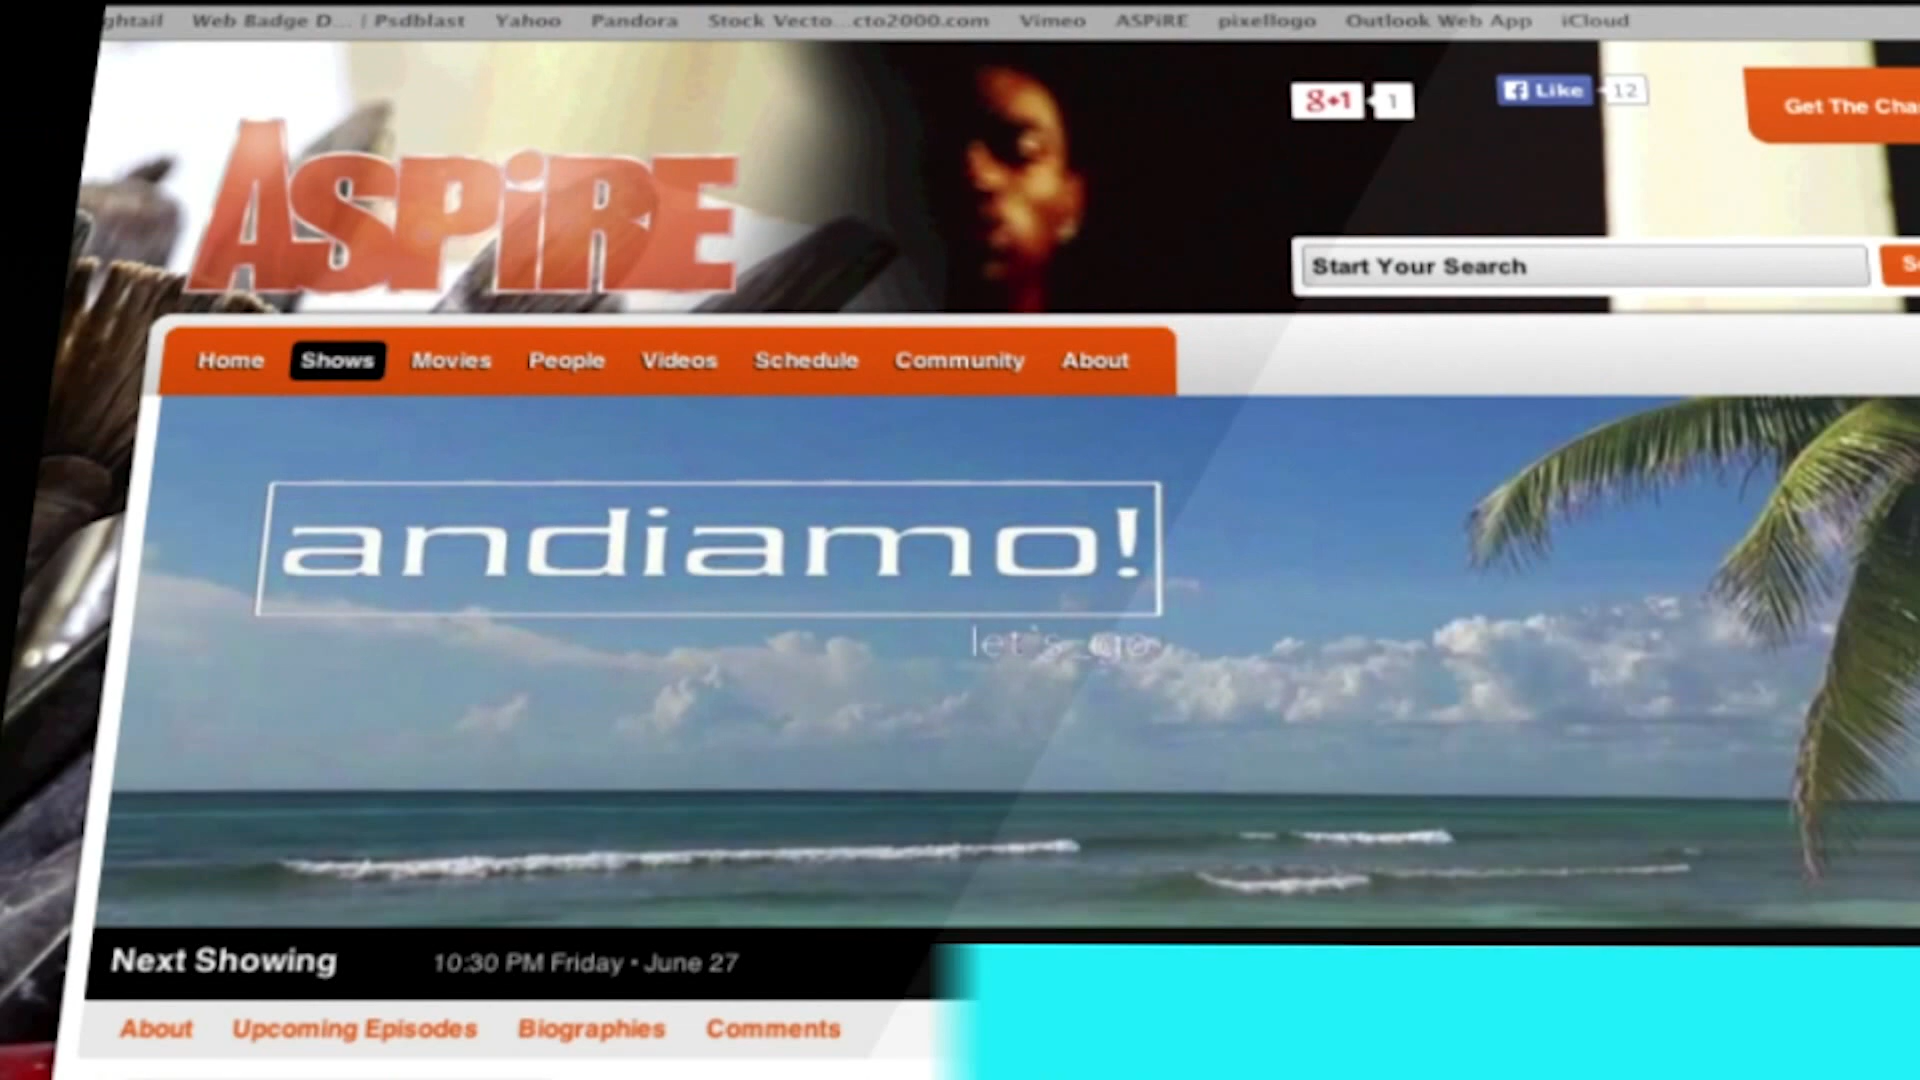 ghtail Web Badge D... | Psdblast Yahoo Pandora Stock Vecto...cto2000.com Vimeo ASPiRE pixellogo Outlook Web App iCloud
g+1 1 Like 12 Get The Cha
ASPiRE
Start Your Search
Home Shows Movies People Videos Schedule Community About
andiamo!
let's go
Next Showing 10:30 PM Friday • June 27
About Upcoming Episodes Biographies Comments